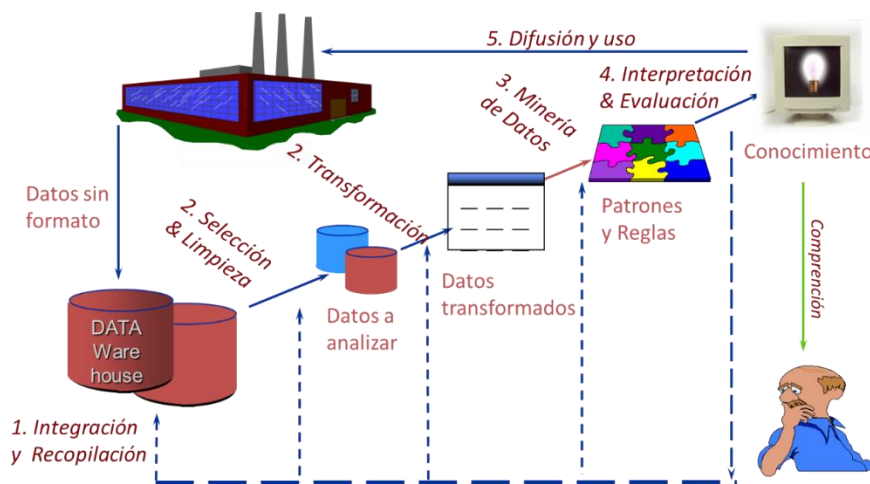 5. Difusión y uso
4. Interpretación
& Evaluación
3. Minería
de Datos
2. Transformación
2. Selección
& Limpieza
Datos sin
formato
Conocimiento
Patrones
y Reglas
Comprención
Datos
transformados
Datos a
analizar
DATA
Ware
house
1. Integración
y Recopilación